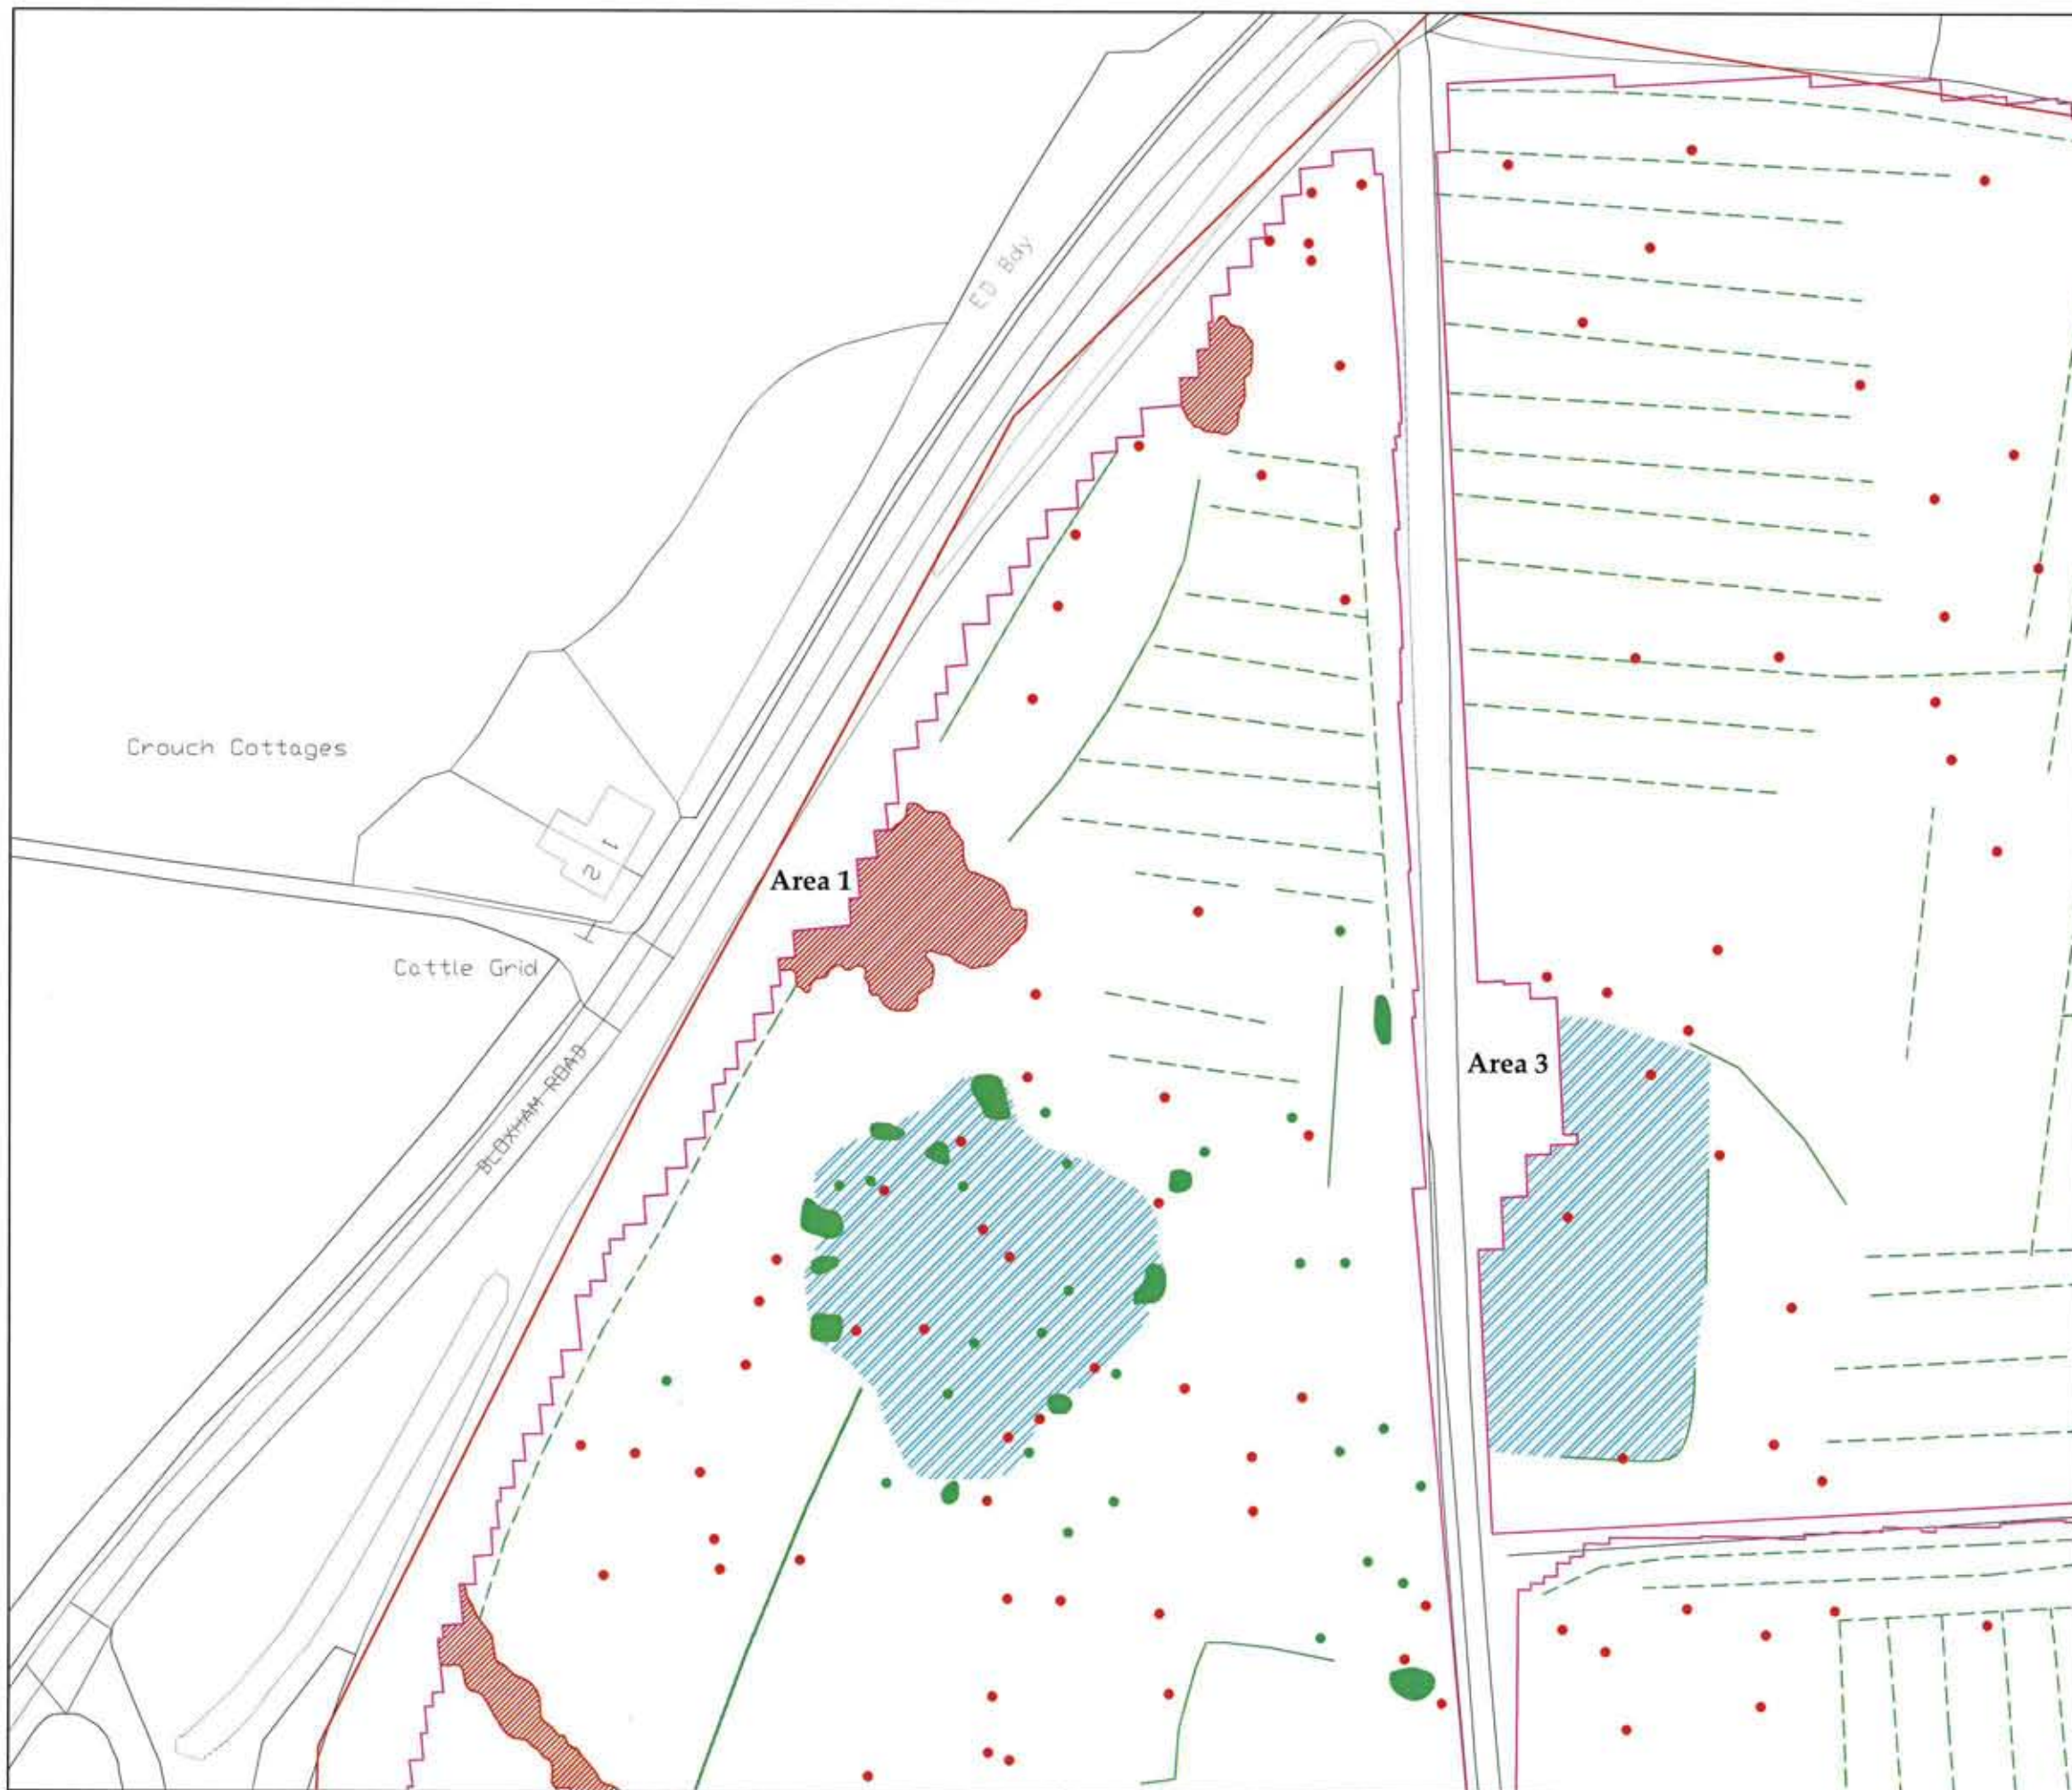 ED Bdy
Crouch Cottages
1
2
Area 1
Cattle Grid
BLOXHAM ROAD
Area 3